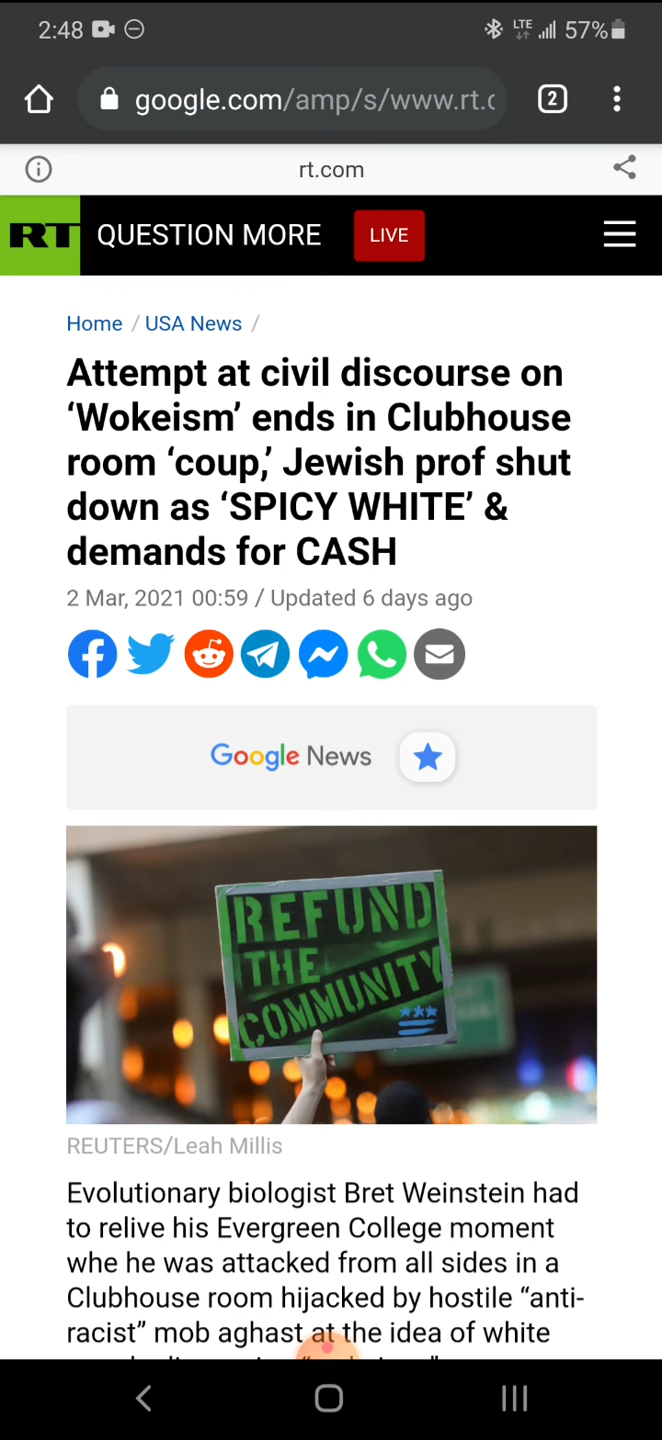 2:48
LTE
57%
google.com/amp/s/www.rt.c
2
rt.com
RT QUESTION MORE LIVE
Home / USA News /
Attempt at civil discourse on
‘Wokeism’ ends in Clubhouse
room ‘coup,’ Jewish prof shut
down as ‘SPICY WHITE’ &
demands for CASH
2 Mar, 2021 00:59 / Updated 6 days ago
Google News
REFUND
THE
COMMUNITY
REUTERS/Leah Millis
Evolutionary biologist Bret Weinstein had
to relive his Evergreen College moment
whe he was attacked from all sides in a
Clubhouse room hijacked by hostile “anti-
racist” mob aghast at the idea of white